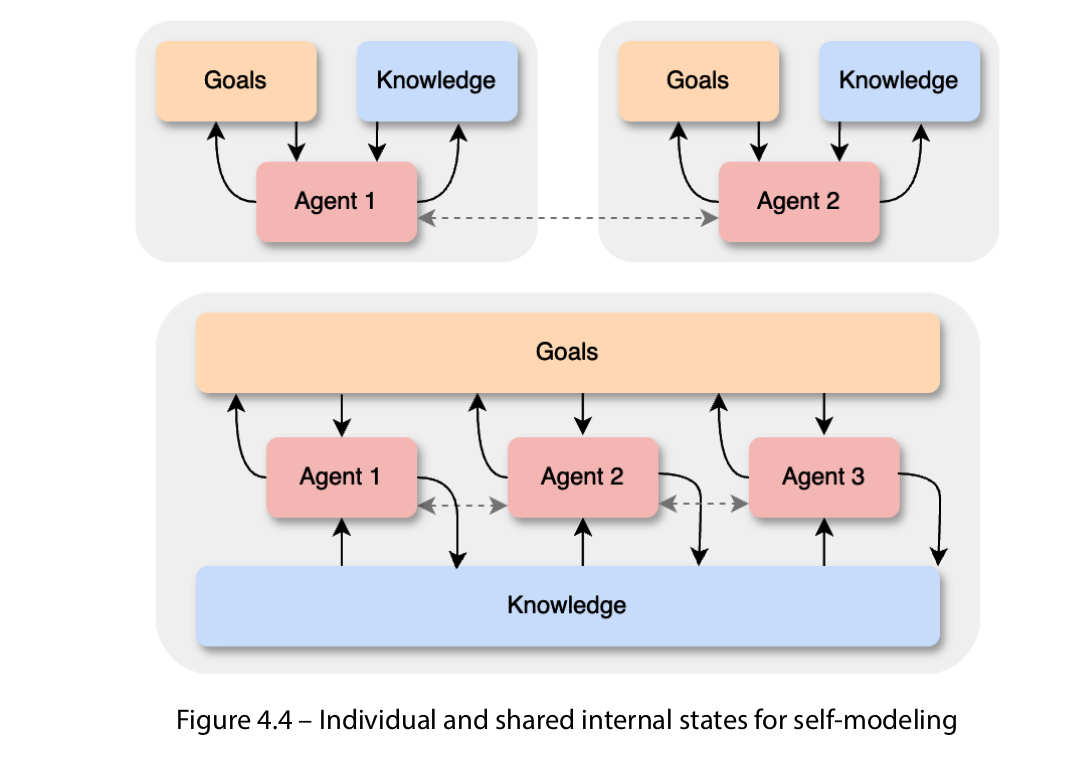 Goals
Knowledge
Goals
Knowledge
Agent 1
Agent 2
Goals
Agent 1
Agent 2
Agent 3
Knowledge
Figure 4.4 – Individual and shared internal states for self-modeling